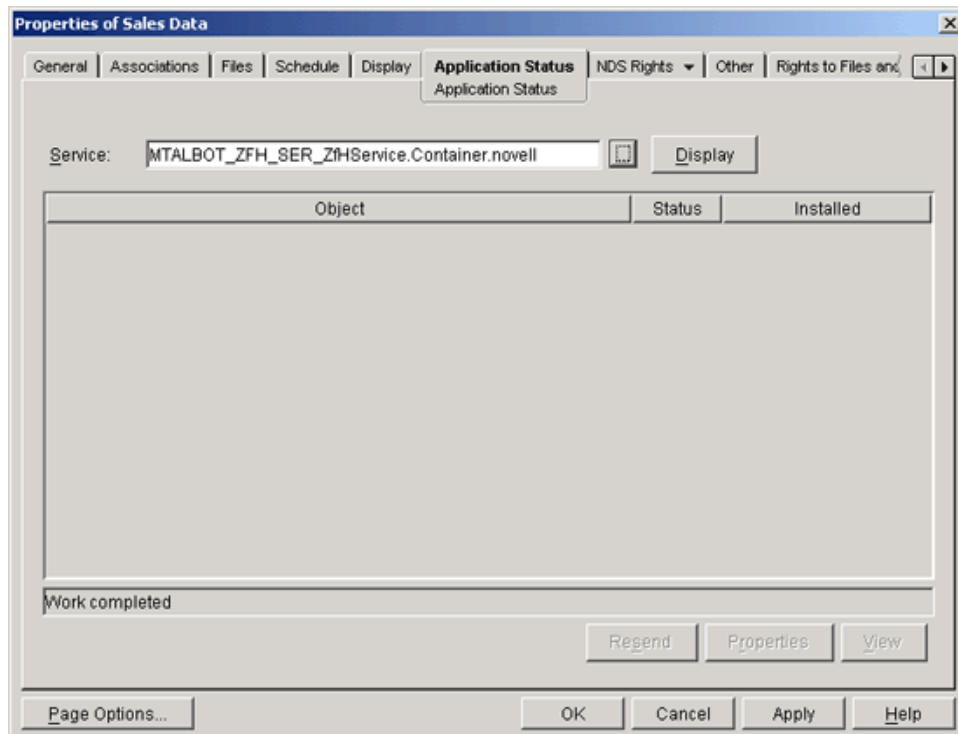 Properties of Sales Data
General Associations Files Schedule Display Application Status NDS Rights Other Rights to Files and
Application Status
Service: MTALBOT_ZFH_SER_ZfHService.Container.novell Display
Object Status Installed
Work completed
Resend Properties View
Page Options... OK Cancel Apply Help